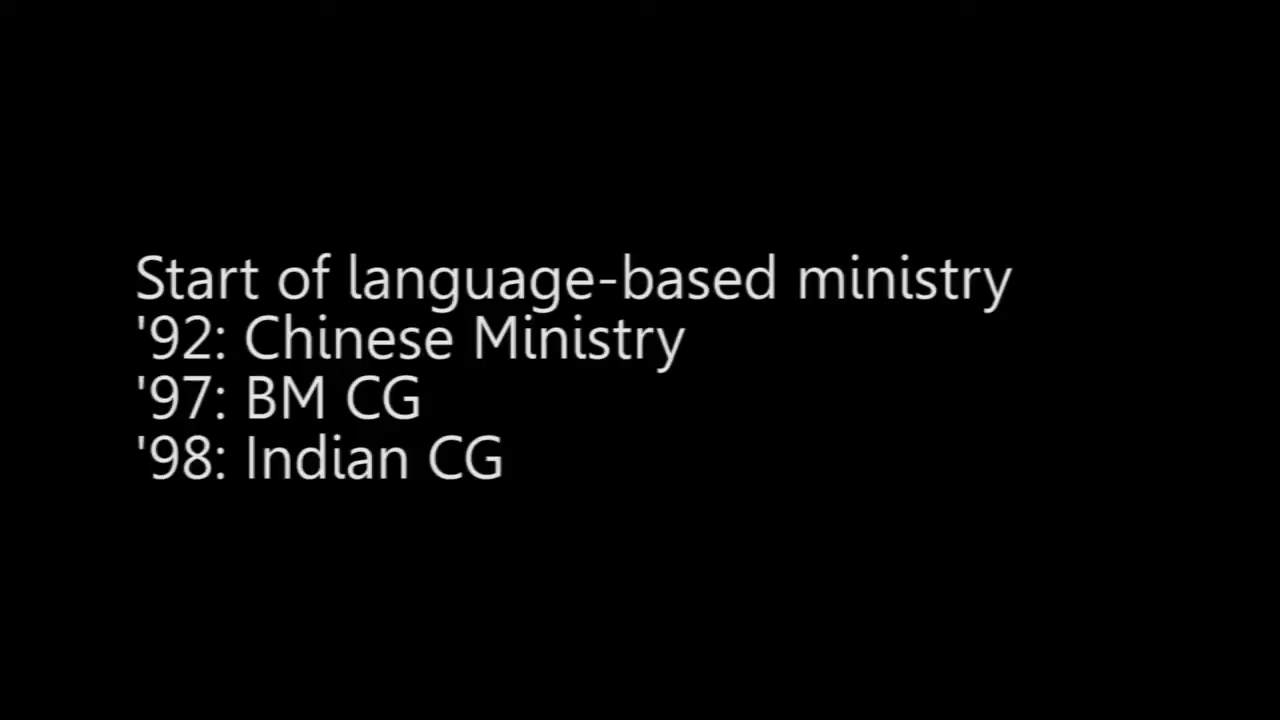 Start of language-based ministry
'92: Chinese Ministry
'97: BM CG
'98: Indian CG